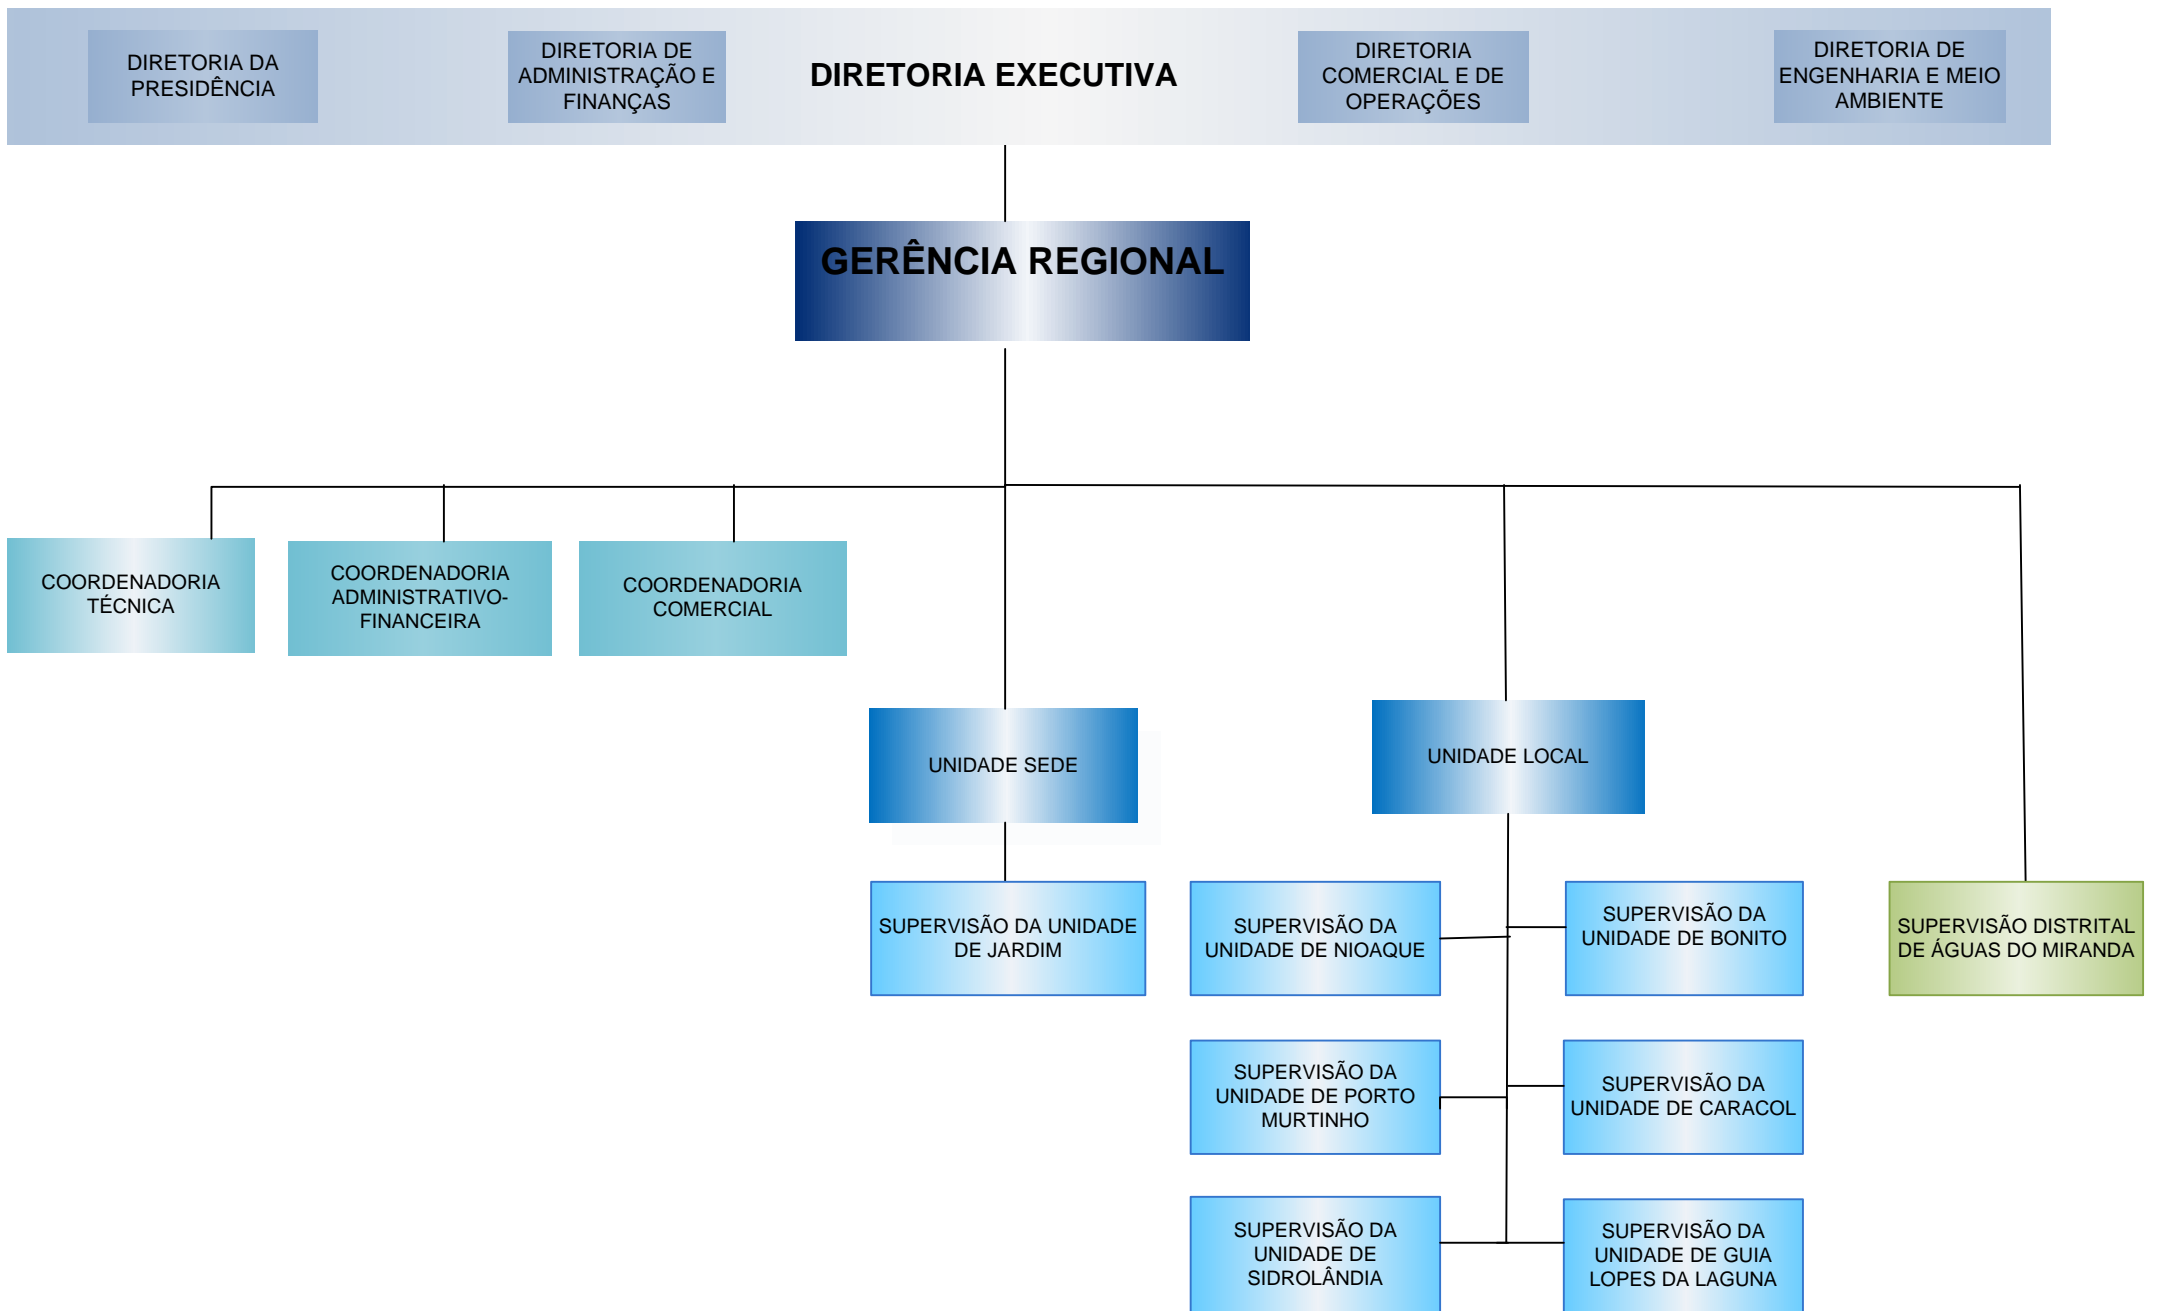 DIRETORIA DA
PRESIDÊNCIA
DIRETORIA DE
ADMINISTRAÇÃO E
FINANÇAS
DIRETORIA EXECUTIVA
DIRETORIA
COMERCIAL E DE
OPERAÇÕES
DIRETORIA DE
ENGENHARIA E MEIO
AMBIENTE
GERÊNCIA REGIONAL
COORDENADORIA
TÉCNICA
COORDENADORIA
ADMINISTRATIVO-
FINANCEIRA
COORDENADORIA
COMERCIAL
UNIDADE SEDE
UNIDADE LOCAL
SUPERVISÃO DA UNIDADE
DE JARDIM
SUPERVISÃO DA
UNIDADE DE NIOAQUE
SUPERVISÃO DA
UNIDADE DE BONITO
SUPERVISÃO DISTRITAL
DE ÁGUAS DO MIRANDA
SUPERVISÃO DA
UNIDADE DE PORTO
MURTINHO
SUPERVISÃO DA
UNIDADE DE CARACOL
SUPERVISÃO DA
UNIDADE DE
SIDROLÂNDIA
SUPERVISÃO DA
UNIDADE DE GUIA
LOPES DA LAGUNA